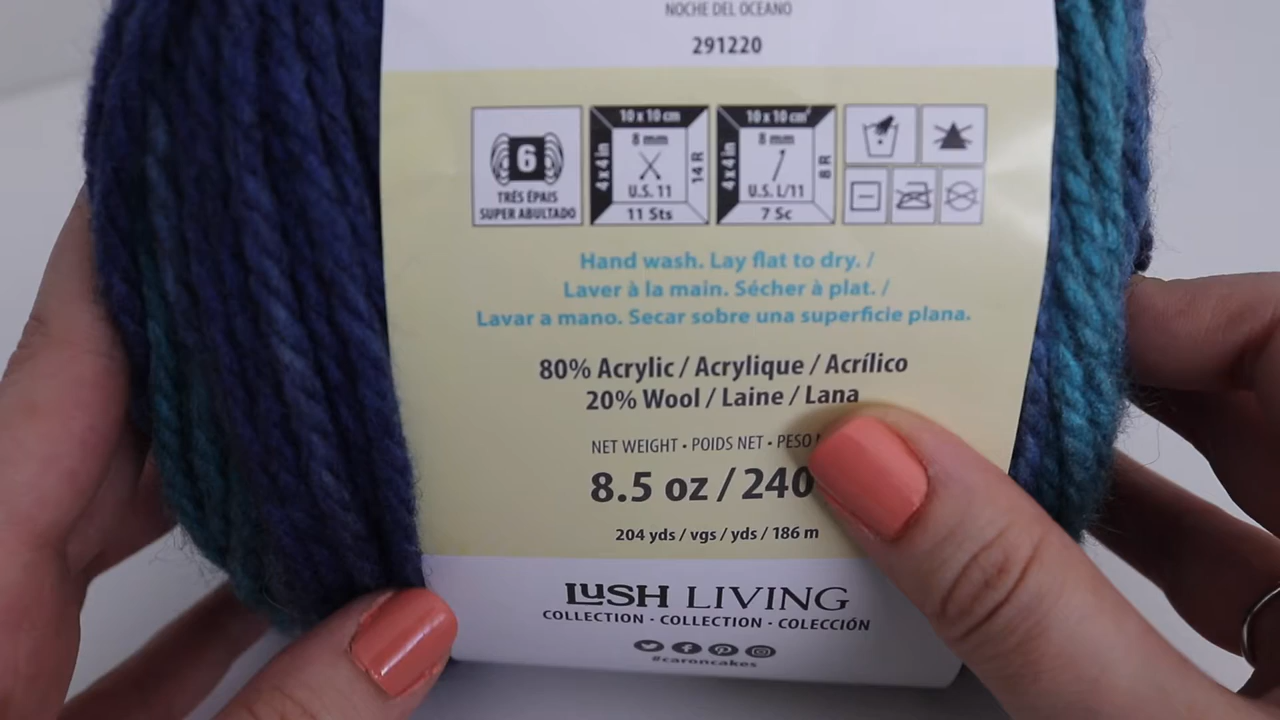 NOCHE DEL OCEANO
291220
6
TRÈS ÉPAIS
SUPER ABULTADO
10 x 10 cm
4 x 4 in
8 mm
14 R
U.S. 11
11 Sts
10 x 10 cm
4 x 4 in
8 mm
8 R
U.S. L/11
7 Sc
Hand wash. Lay flat to dry. /
Laver à la main. Sécher à plat. /
Lavar a mano. Secar sobre una superficie plana.
80% Acrylic / Acrylique / Acrílico
20% Wool / Laine / Lana
NET WEIGHT • POIDS NET • PESO
8.5 oz / 240
204 yds / vgs / yds / 186 m
LUSH LIVING
COLLECTION · COLLECTION · COLECCIÓN
#caroncakes